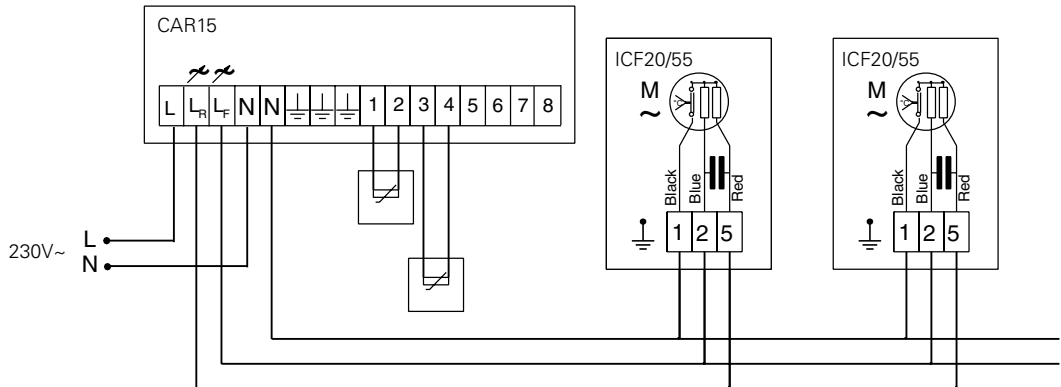 CAR15
L LR LF N N 1 2 3 4 5 6 7 8
230V~ L
N
ICF20/55
M
~
°C
Black Blue Red
1 2 5
ICF20/55
M
~
°C
Black Blue Red
1 2 5